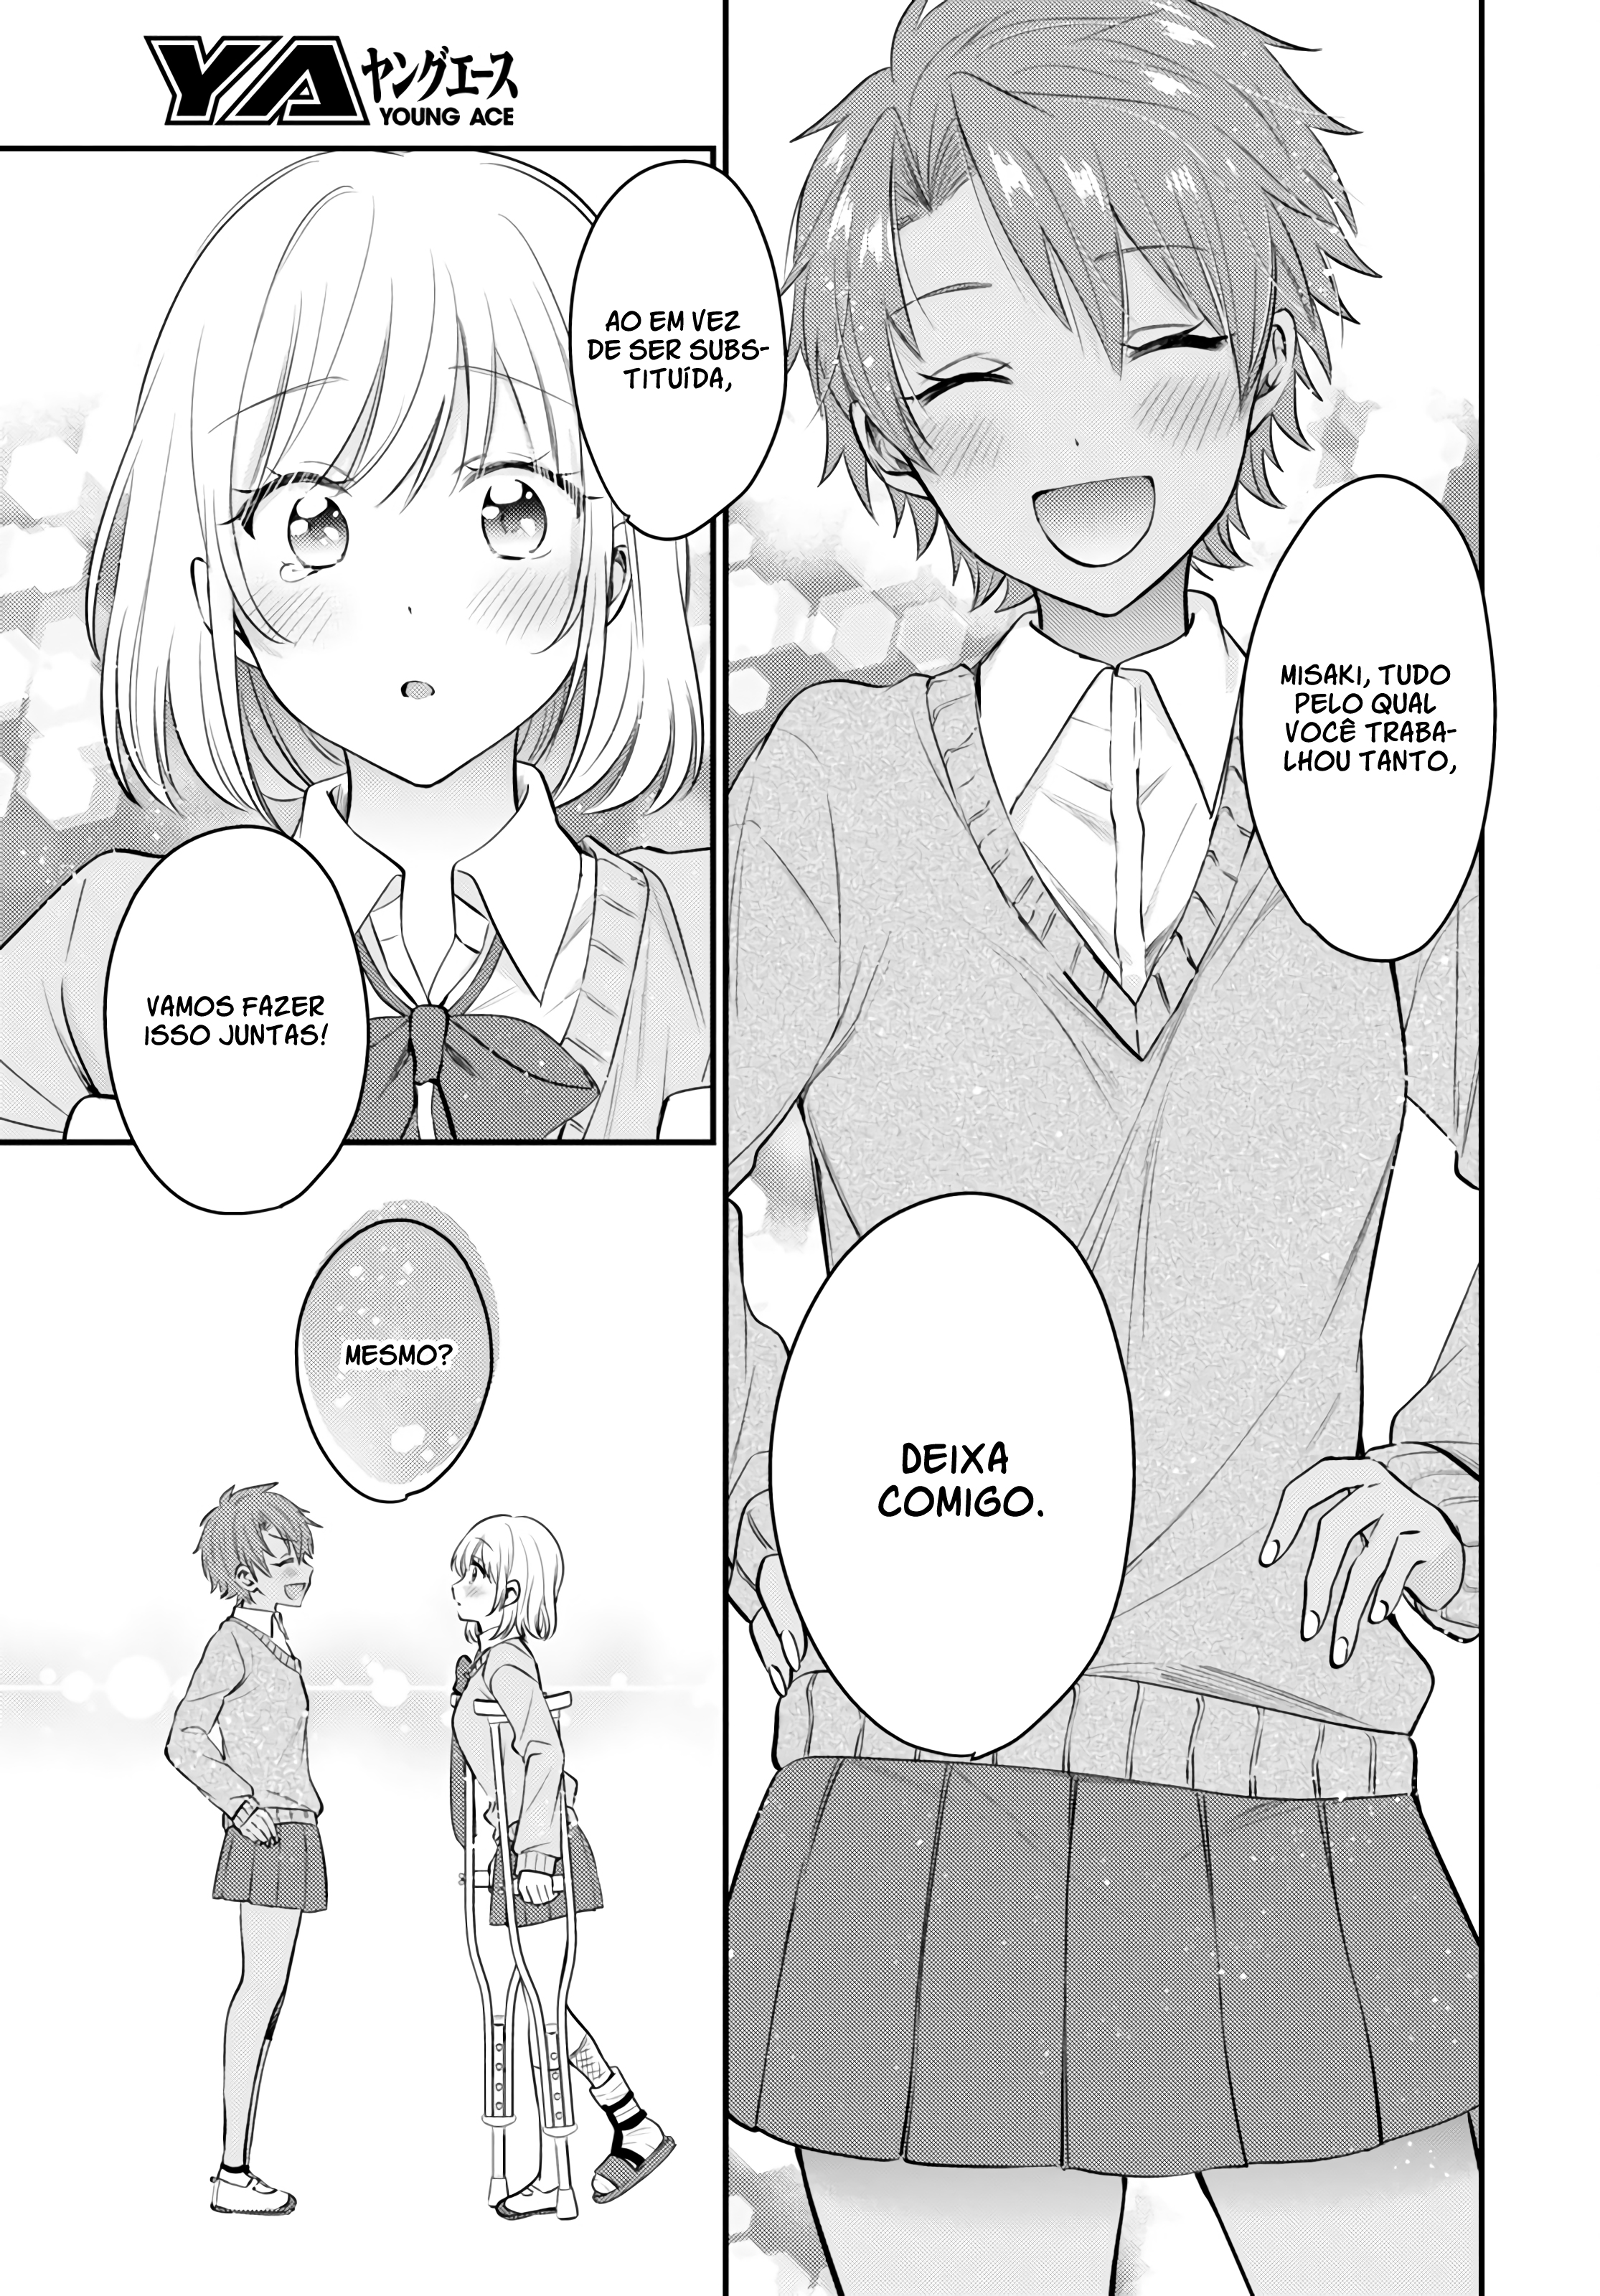 YA ヤングエース
YOUNG ACE
MISAKI, TUDO
PELO QUAL
VOCÊ TRABA-
LHOU TANTO,
DEIXA
COMIGO.
AO EM VEZ
DE SER SUBS-
TITUÍDA,
VAMOS FAZER
ISSO JUNTAS!
MESMO?